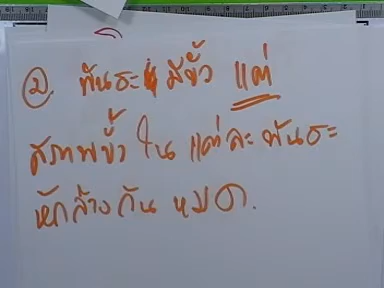 ② พันธะ มีขั้ว แต่
สภาพขั้ว ใน แต่ละพันธะ
หักล้างกัน หมด.